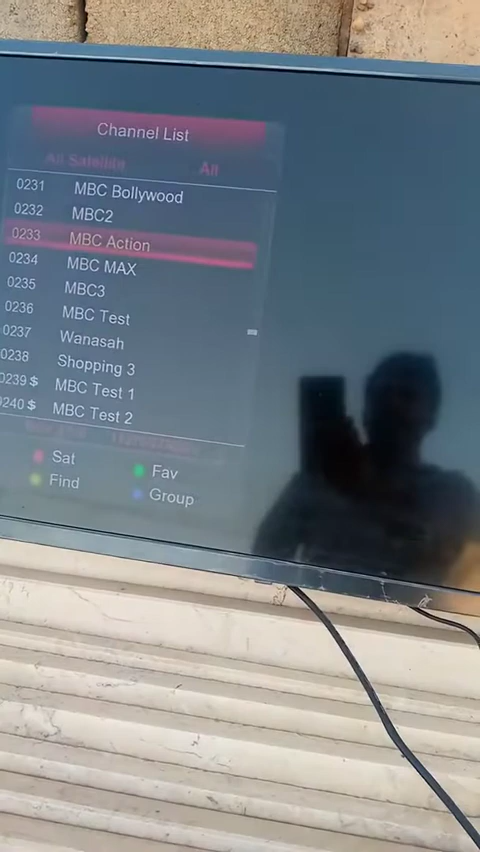 Channel List
All Satellite All
0231 MBC Bollywood
0232 MBC2
0233 MBC Action
0234 MBC MAX
0235 MBC3
0236 MBC Test
0237 Wanasah
0238 Shopping 3
0239 $ MBC Test 1
0240 $ MBC Test 2
Sat Fav
Find Group